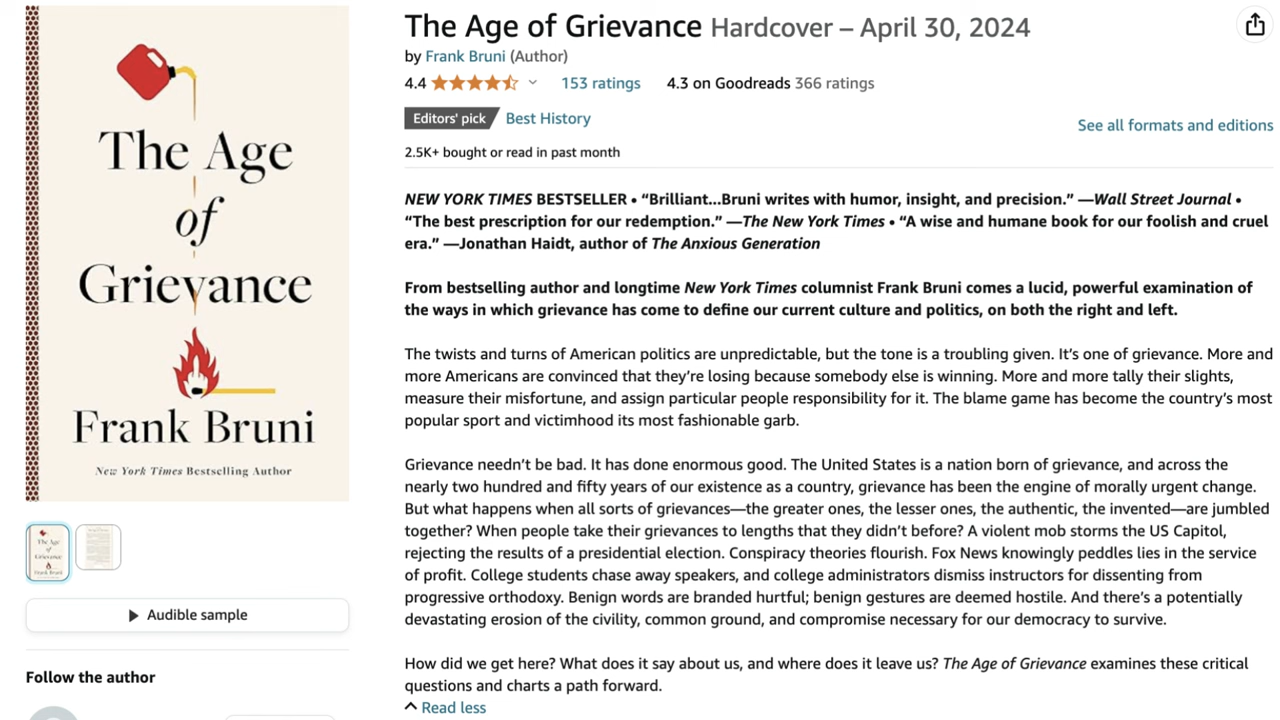 The Age
of
Grievance
Frank Bruni
New York Times Bestselling Author
Audible sample
Follow the author
The Age of Grievance Hardcover – April 30, 2024
by Frank Bruni (Author)
4.4 153 ratings 4.3 on Goodreads 366 ratings
Editors' pick Best History
See all formats and editions
2.5K+ bought or read in past month
NEW YORK TIMES BESTSELLER • “Brilliant…Bruni writes with humor, insight, and precision.” —Wall Street Journal •
“The best prescription for our redemption.” —The New York Times • “A wise and humane book for our foolish and cruel
era.” —Jonathan Haidt, author of The Anxious Generation
From bestselling author and longtime New York Times columnist Frank Bruni comes a lucid, powerful examination of
the ways in which grievance has come to define our current culture and politics, on both the right and left.
The twists and turns of American politics are unpredictable, but the tone is a troubling given. It’s one of grievance. More and
more Americans are convinced that they’re losing because somebody else is winning. More and more tally their slights,
measure their misfortune, and assign particular people responsibility for it. The blame game has become the country’s most
popular sport and victimhood its most fashionable garb.
Grievance needn’t be bad. It has done enormous good. The United States is a nation born of grievance, and across the
nearly two hundred and fifty years of our existence as a country, grievance has been the engine of morally urgent change.
But what happens when all sorts of grievances—the greater ones, the lesser ones, the authentic, the invented—are jumbled
together? When people take their grievances to lengths that they didn’t before? A violent mob storms the US Capitol,
rejecting the results of a presidential election. Conspiracy theories flourish. Fox News knowingly peddles lies in the service
of profit. College students chase away speakers, and college administrators dismiss instructors for dissenting from
progressive orthodoxy. Benign words are branded hurtful; benign gestures are deemed hostile. And there’s a potentially
devastating erosion of the civility, common ground, and compromise necessary for our democracy to survive.
How did we get here? What does it say about us, and where does it leave us? The Age of Grievance examines these critical
questions and charts a path forward.
Read less